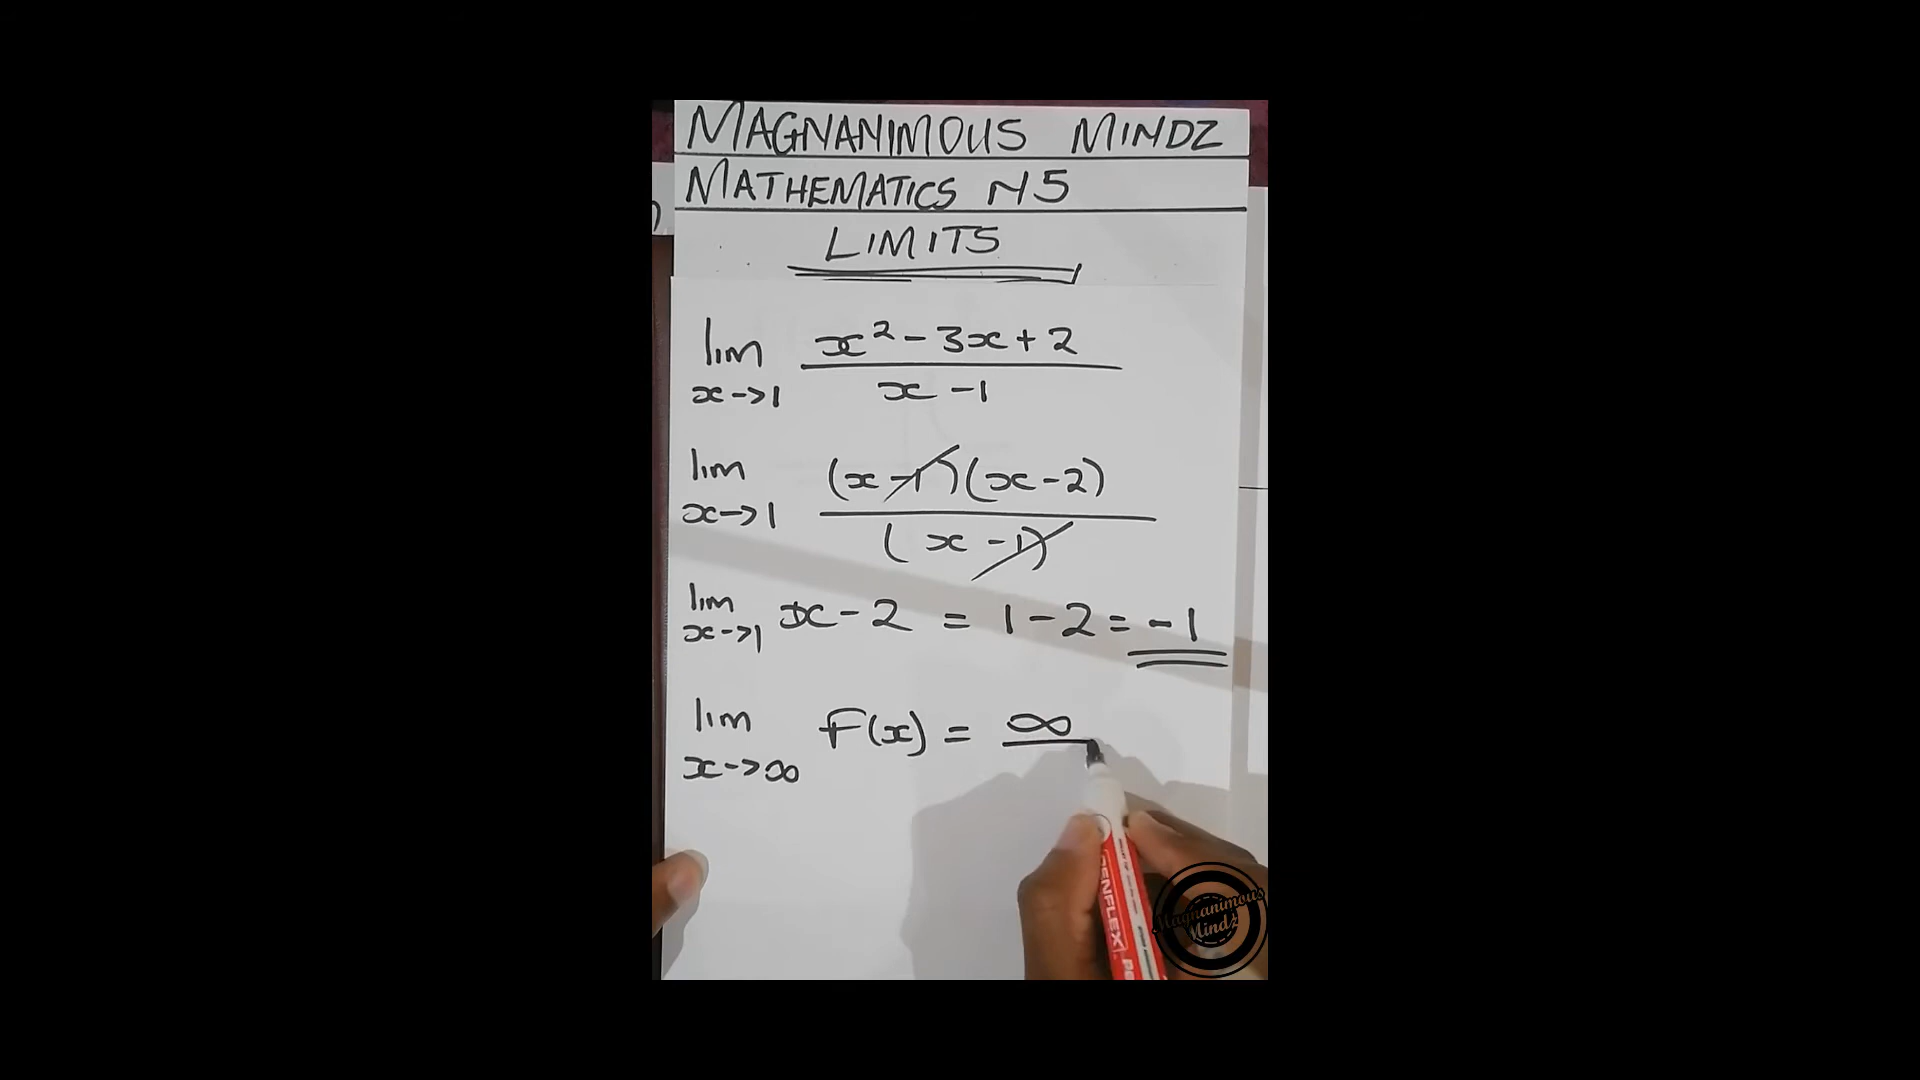 MAGNANIMOUS MINDZ
MATHEMATICS N5
LIMITS
lim x→1 x² - 3x + 2 / x - 1
lim x→1 (x - 1)(x - 2) / (x - 1)
lim x→1 x - 2 = 1 - 2 = -1
lim x→∞ F(x) = ∞
PENFLEX
Magnanimous
Mindz